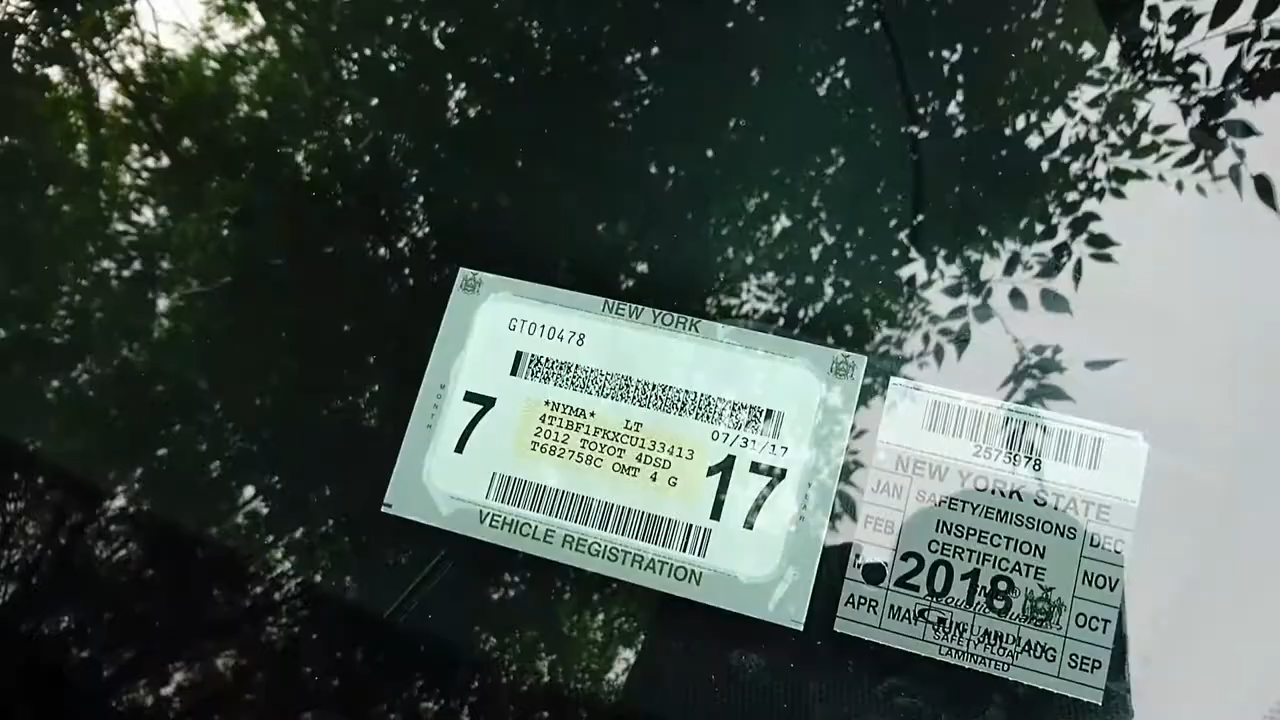 NEW YORK
GT010478
MONTH
7
*NYMA* LT
4T1BF1FKXCU133413 07/31/17
2012 TOYOT 4DSD
T682758C OMT 4 G
17
YEAR
VEHICLE REGISTRATION
2575978
NEW YORK STATE
SAFETY/EMISSIONS
INSPECTION
CERTIFICATE
2018
JAN
FEB
APR
MAY
JUN
AUG
SEP
OCT
NOV
DEC
GUARDIAN
SAFETY FLOAT
LAMINATED